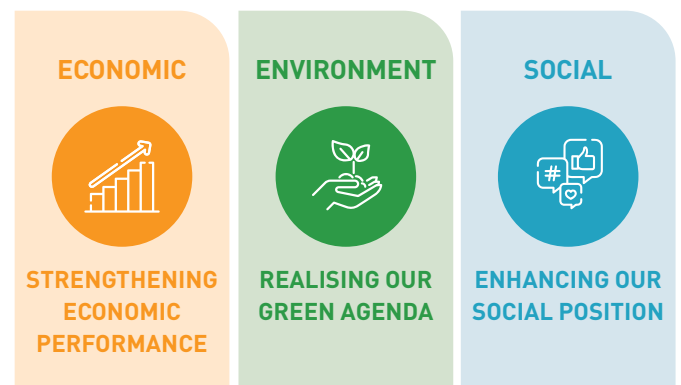 ECONOMIC
STRENGTHENING
ECONOMIC
PERFORMANCE
ENVIRONMENT
REALISING OUR
GREEN AGENDA
SOCIAL
#
ENHANCING OUR
SOCIAL POSITION